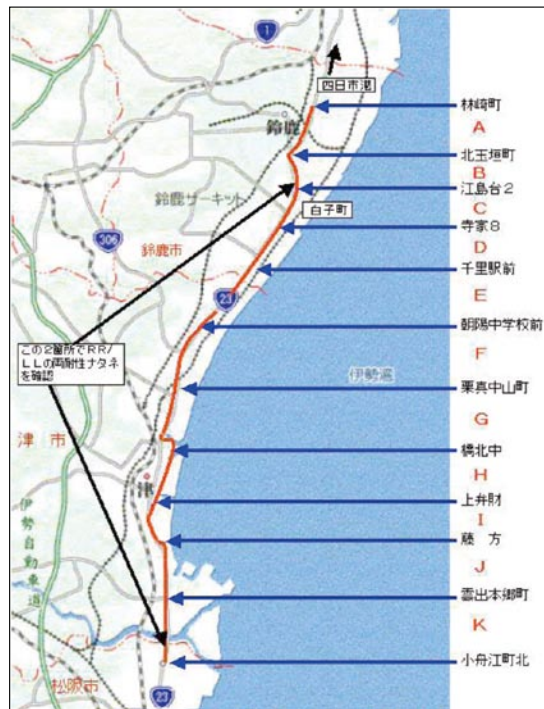 1
四日市港
林崎町
鈴鹿
A
北玉垣町
B
鈴鹿サーキット
江島台2
C
白子町
寺家8
306
D
鈴鹿市
千里駅前
E
23
朝陽中学校前
この2箇所でRR/
LLの両耐性ナタネ
を確認
F
伊勢湾
栗真中山町
G
津市
橋北中
H
津
上弁財
I
伊勢自動車道
藤 方
J
雲出本郷町
K
小舟江町北
松阪市
23